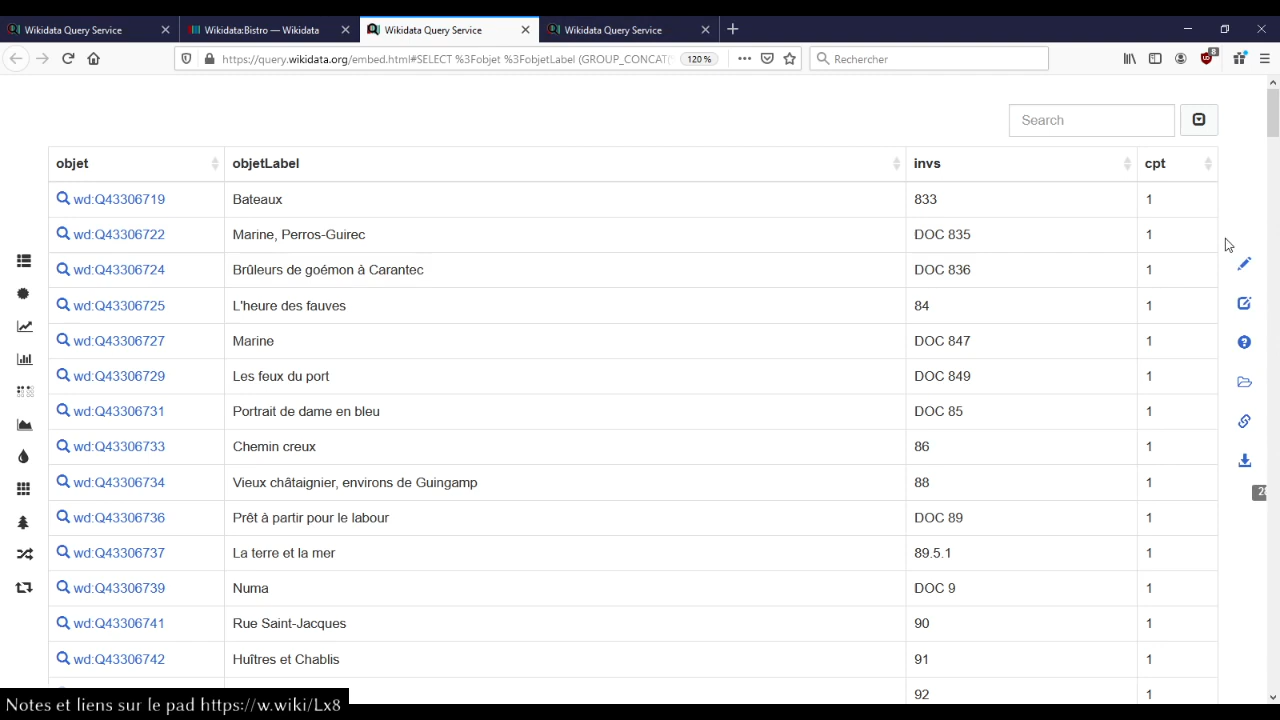 Wikidata Query Service
Wikidata:Bistro — Wikidata
Wikidata Query Service
Wikidata Query Service
https://query.wikidata.org/embed.html#SELECT %3Fobjet %3FobjetLabel (GROUP_CONCAT( 120 % Rechercher 8
Search
objet objetLabel invs cpt
wd:Q43306719 Bateaux 833 1
wd:Q43306722 Marine, Perros-Guirec DOC 835 1
wd:Q43306724 Brûleurs de goémon à Carantec DOC 836 1
wd:Q43306725 L'heure des fauves 84 1
wd:Q43306727 Marine DOC 847 1
wd:Q43306729 Les feux du port DOC 849 1
wd:Q43306731 Portrait de dame en bleu DOC 85 1
wd:Q43306733 Chemin creux 86 1
wd:Q43306734 Vieux châtaignier, environs de Guingamp 88 1
wd:Q43306736 Prêt à partir pour le labour DOC 89 1
wd:Q43306737 La terre et la mer 89.5.1 1
wd:Q43306739 Numa DOC 9 1
wd:Q43306741 Rue Saint-Jacques 90 1
wd:Q43306742 Huîtres et Chablis 91 1
92 1
Notes et liens sur le pad https://w.wiki/Lx8